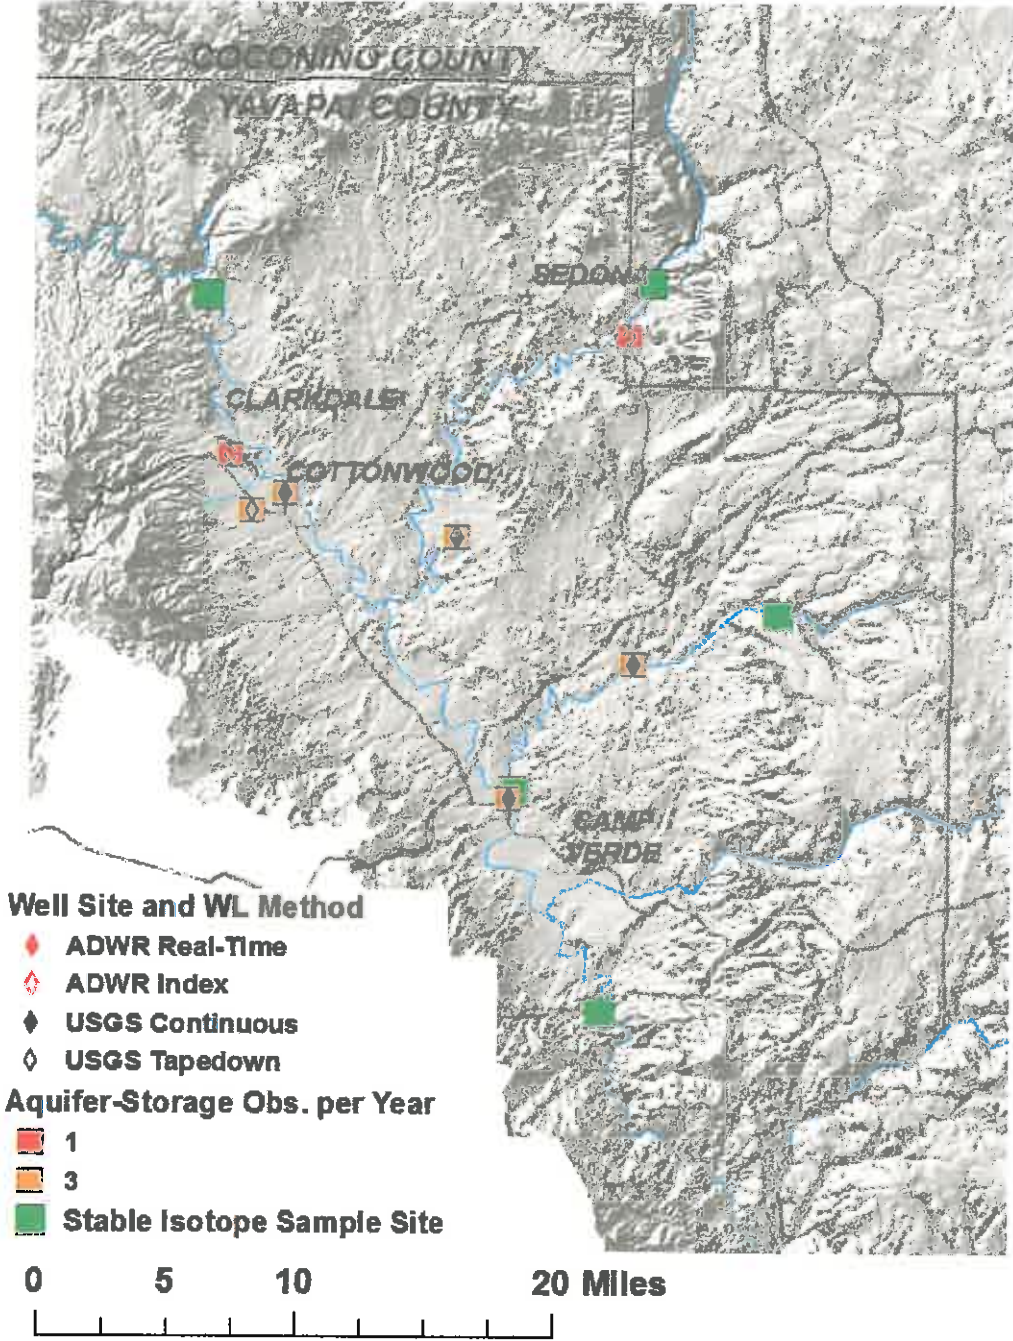 COCONINO COUNTY
YAVAPAI COUNTY
SEDONA
CLARKDALE
COTTONWOOD
CAMP
VERDE
Well Site and WL Method
ADWR Real-Time
ADWR Index
USGS Continuous
USGS Tapedown
Aquifer-Storage Obs. per Year
1
3
Stable Isotope Sample Site
0 5 10 20 Miles